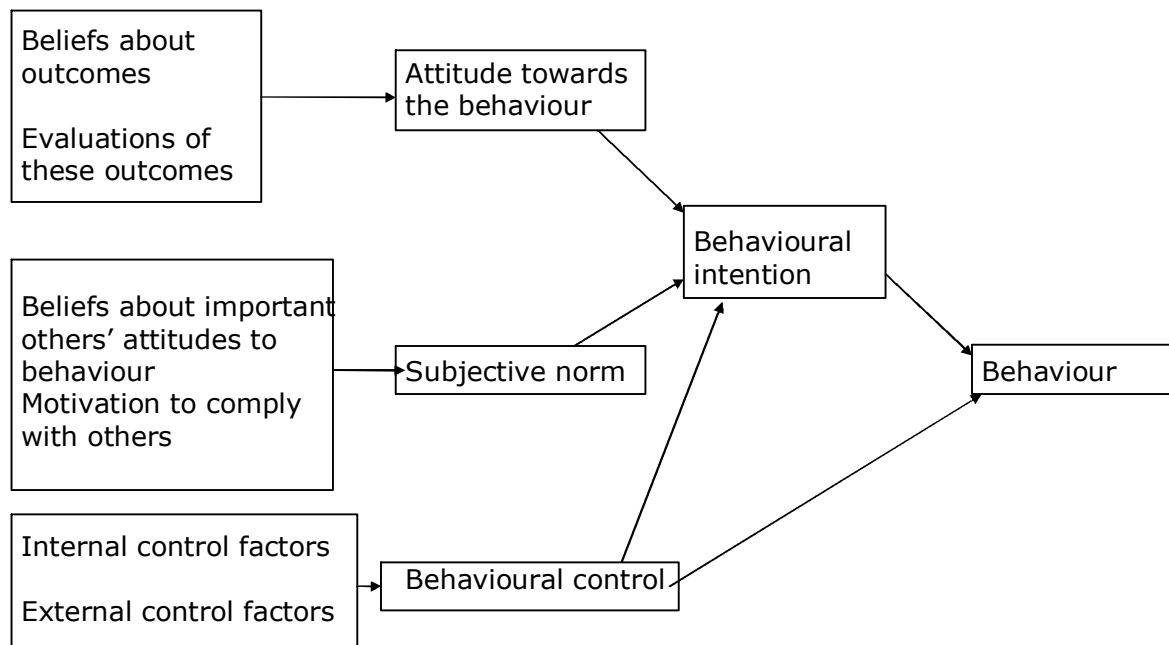 Beliefs about
outcomes
Evaluations of
these outcomes
Attitude towards
the behaviour
Behavioural
intention
Beliefs about important
others’ attitudes to
behaviour
Motivation to comply
with others
Subjective norm
Behaviour
Internal control factors
External control factors
Behavioural control